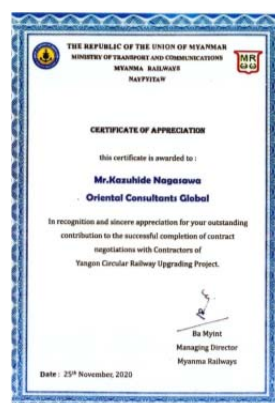 THE REPUBLIC OF THE UNION OF MYANMAR
MINISTRY OF TRANSPORT AND COMMUNICATIONS
MYANMA RAILWAYS
NAYPYITAW
MR
CERTIFICATE OF APPRECIATION
this certificate is awarded to :
Mr.Kazuhide Nagasawa
Oriental Consultants Global
In recognition and sincere appreciation for your outstanding
contribution to the successful completion of contract
negotiations with Contractors of
Yangon Circular Railway Upgrading Project.
Ba Myint
Managing Director
Myanma Railways
Date : 25th November, 2020